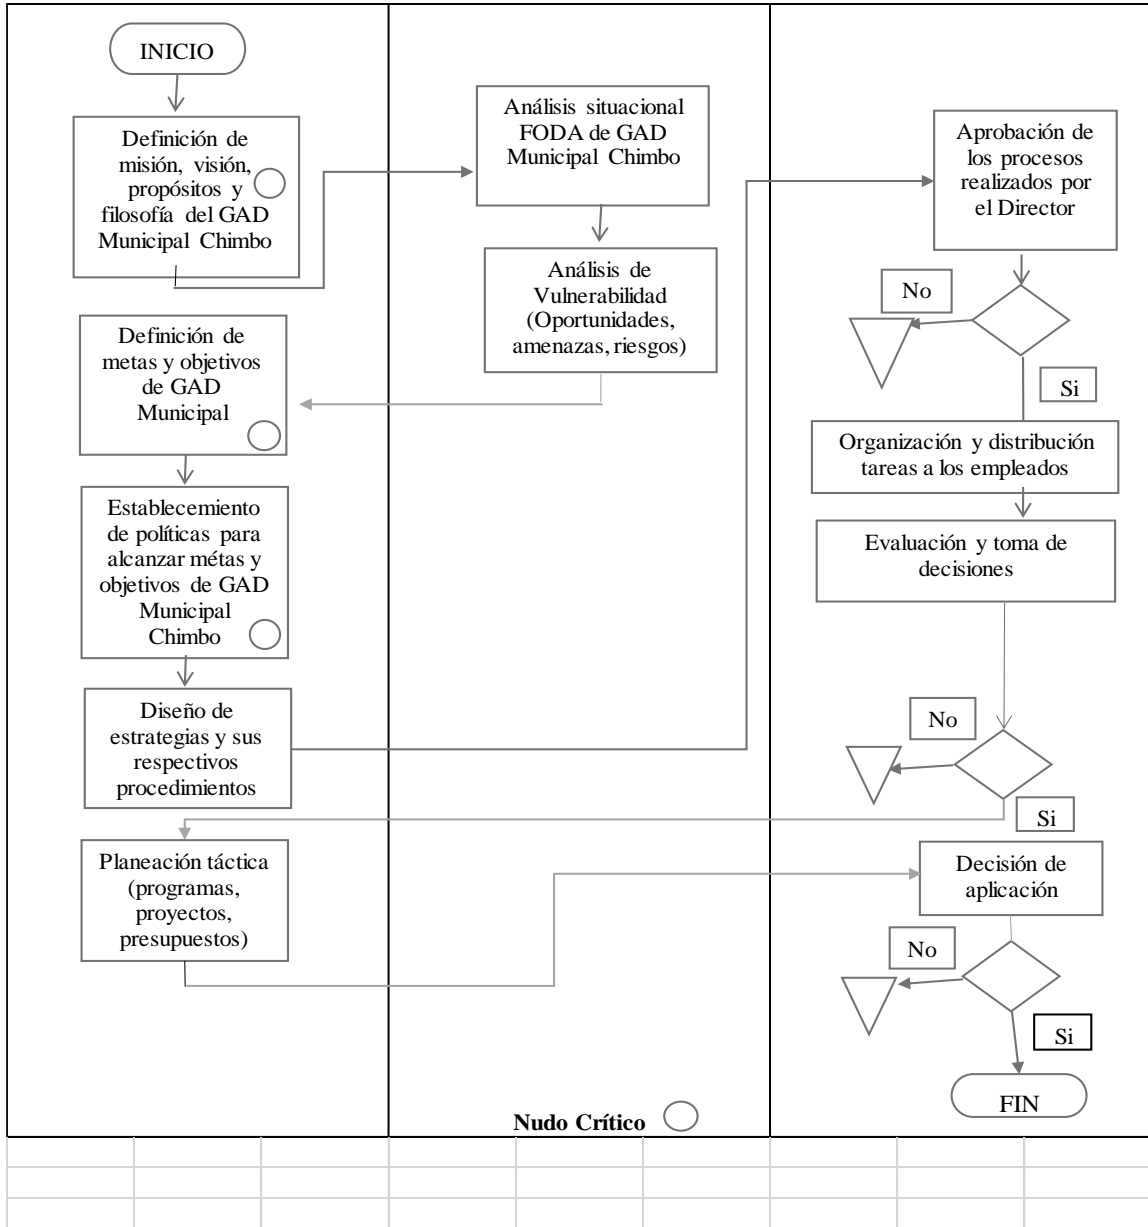 INICIO
Definición de
misión, visión,
propósitos y
filosofía del GAD
Municipal Chimbo
Definición de
metas y objetivos
de GAD
Municipal
Establecemiento
de políticas para
alcanzar métas y
objetivos de GAD
Municipal
Chimbo
Diseño de
estrategias y sus
respectivos
procedimientos
Planeación táctica
(programas,
proyectos,
presupuestos)
Análisis situacional
FODA de GAD
Municipal Chimbo
Análisis de
Vulnerabilidad
(Oportunidades,
amenazas, riesgos)
Nudo Crítico
Aprobación de
los procesos
realizados por
el Director
No
Si
Organización y distribución
tareas a los empleados
Evaluación y toma de
decisiones
No
Si
Decisión de
aplicación
No
Si
FIN